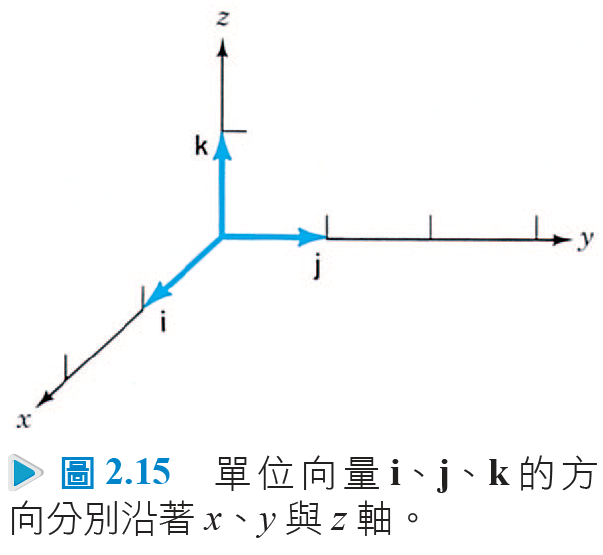 z
k
y
j
i
x
圖 2.15 單位向量 i、j、k 的方
向分別沿著 x、y 與 z 軸。